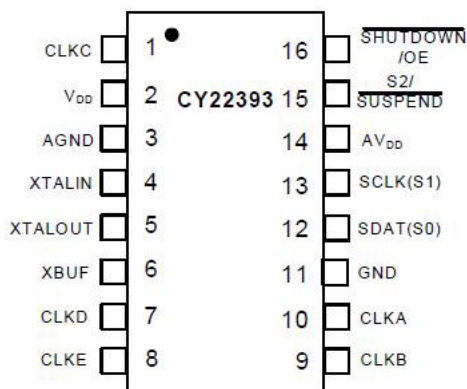 CLKC 1 16 SHUTDOWN
/OE
VDD 2 CY22393 15 S2/
SUSPEND
AGND 3 14 AVDD
XTALIN 4 13 SCLK(S1)
XTALOUT 5 12 SDAT(S0)
XBUF 6 11 GND
CLKD 7 10 CLKA
CLKE 8 9 CLKB